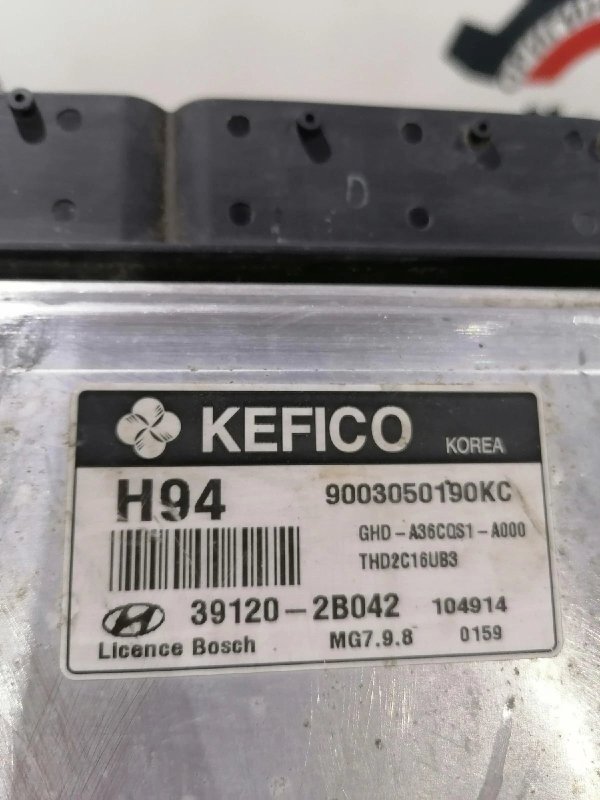 D
KEFICO KOREA
H94 9003050190KC
GHD-A36CQS1-A000
THD2C16UB3
39120-2B042 104914
Licence Bosch MG7.9.8 0159